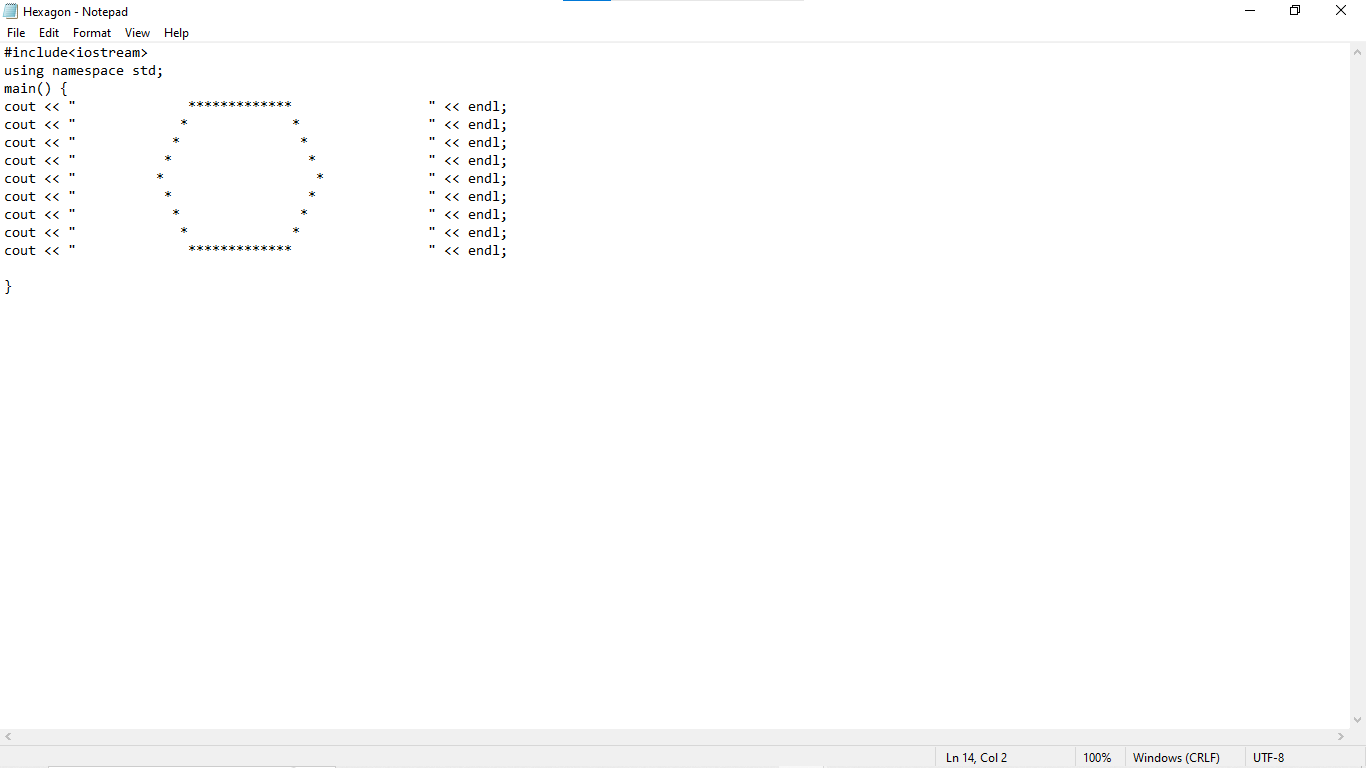 Hexagon - Notepad
File Edit Format View Help
#include<iostream>
using namespace std;
main() {
cout << "              *************                 " << endl;
cout << "             *             *                " << endl;
cout << "            *               *               " << endl;
cout << "           *                 *              " << endl;
cout << "          *                   *             " << endl;
cout << "           *                 *              " << endl;
cout << "            *               *               " << endl;
cout << "             *             *                " << endl;
cout << "              *************                 " << endl;

}
Ln 14, Col 2 100% Windows (CRLF) UTF-8